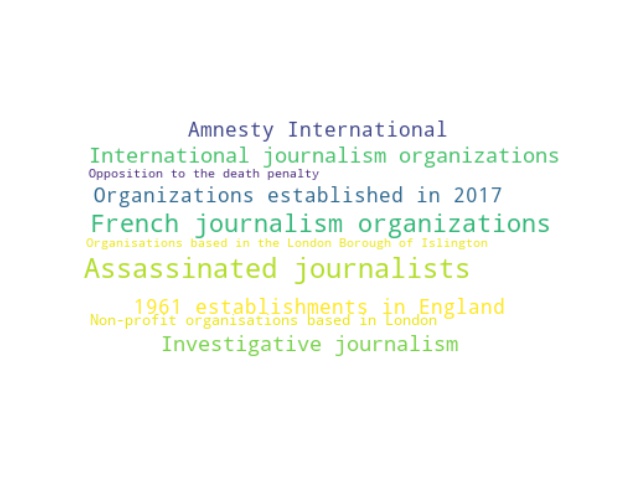 Amnesty International
International journalism organizations
Opposition to the death penalty
Organizations established in 2017
French journalism organizations
Organisations based in the London Borough of Islington
Assassinated journalists
1961 establishments in England
Non-profit organisations based in London
Investigative journalism